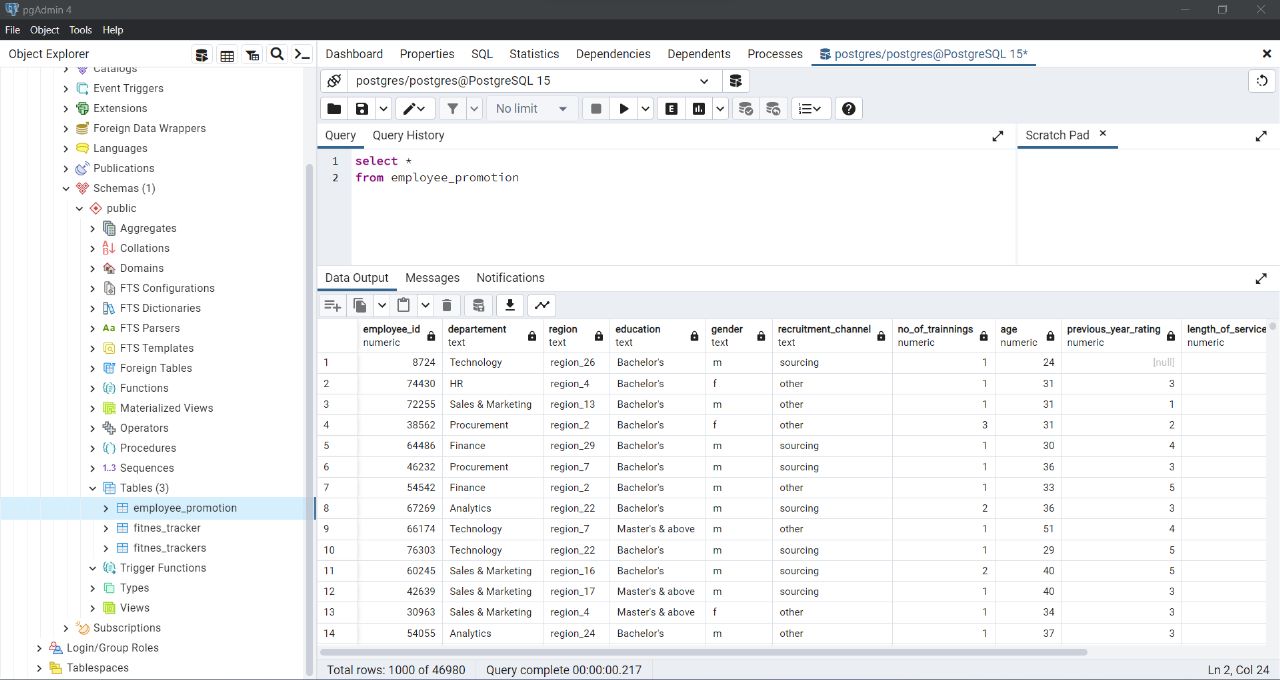 pgAdmin 4
File Object Tools Help
Object Explorer
Dashboard Properties SQL Statistics Dependencies Dependents Processes postgres/postgres@PostgreSQL 15*
postgres/postgres@PostgreSQL 15
No limit
E
Query Query History
Scratch Pad
1 select *
2 from employee_promotion
Catalogs
Event Triggers
Extensions
Foreign Data Wrappers
Languages
Publications
Schemas (1)
public
Aggregates
Collations
Domains
FTS Configurations
FTS Dictionaries
Aa FTS Parsers
FTS Templates
Foreign Tables
Functions
Materialized Views
Operators
Procedures
1..3 Sequences
Tables (3)
employee_promotion
fitnes_tracker
fitnes_trackers
Trigger Functions
Types
Views
Subscriptions
Login/Group Roles
Tablespaces
Data Output Messages Notifications
employee_id departement region education gender recruitment_channel no_of_trainnings age previous_year_rating length_of_service
numeric text text text text text numeric numeric numeric numeric
1 8724 Technology region_26 Bachelor's m sourcing 1 24 [null]
2 74430 HR region_4 Bachelor's f other 1 31 3
3 72255 Sales & Marketing region_13 Bachelor's m other 1 31 1
4 38562 Procurement region_2 Bachelor's f other 3 31 2
5 64486 Finance region_29 Bachelor's m sourcing 1 30 4
6 46232 Procurement region_7 Bachelor's m sourcing 1 36 3
7 54542 Finance region_2 Bachelor's m sourcing 1 33 5
8 67269 Analytics region_22 Bachelor's m sourcing 2 36 3
9 66174 Technology region_7 Master's & above m other 1 51 4
10 76303 Technology region_22 Bachelor's m sourcing 1 29 5
11 60245 Sales & Marketing region_16 Bachelor's m sourcing 2 40 5
12 42639 Sales & Marketing region_17 Master's & above m sourcing 1 40 3
13 30963 Sales & Marketing region_4 Master's & above f other 1 34 3
14 54055 Analytics region_24 Bachelor's m other 1 37 3
Total rows: 1000 of 46980 Query complete 00:00:00.217
Ln 2, Col 24